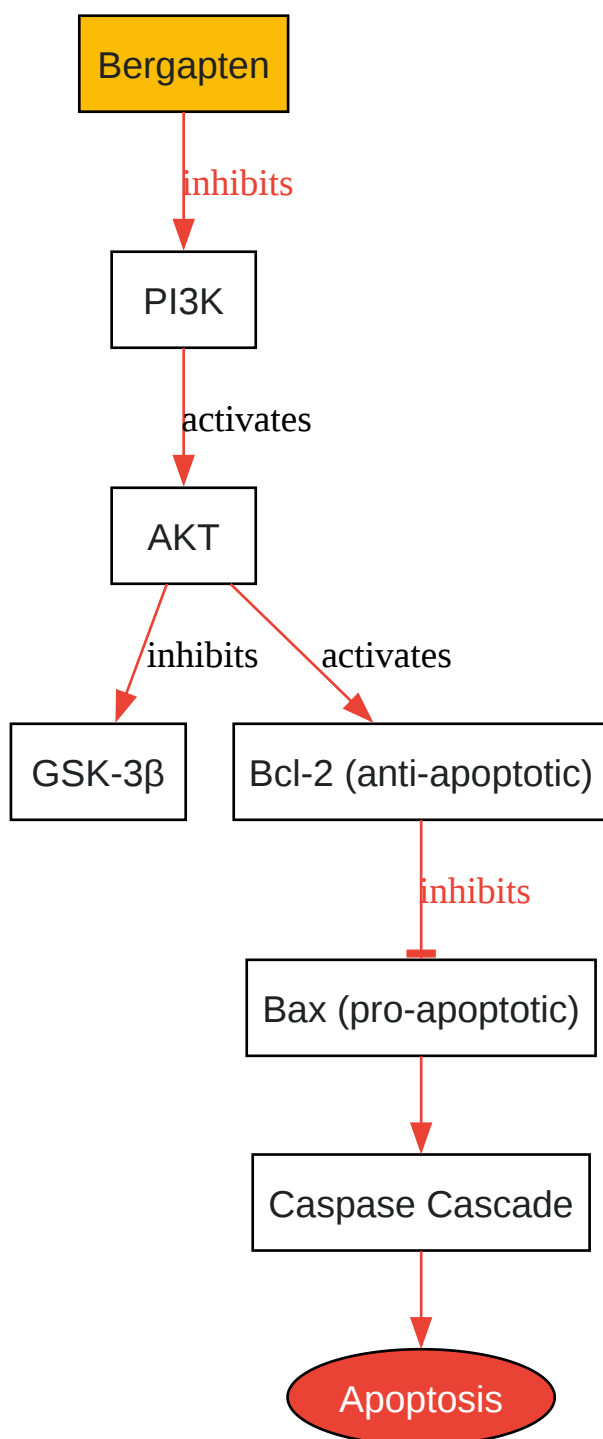 Bergapten
inhibits
PI3K
activates
AKT
inhibits
activates
GSK-3β
Bcl-2 (anti-apoptotic)
inhibits
Bax (pro-apoptotic)
Caspase Cascade
Apoptosis